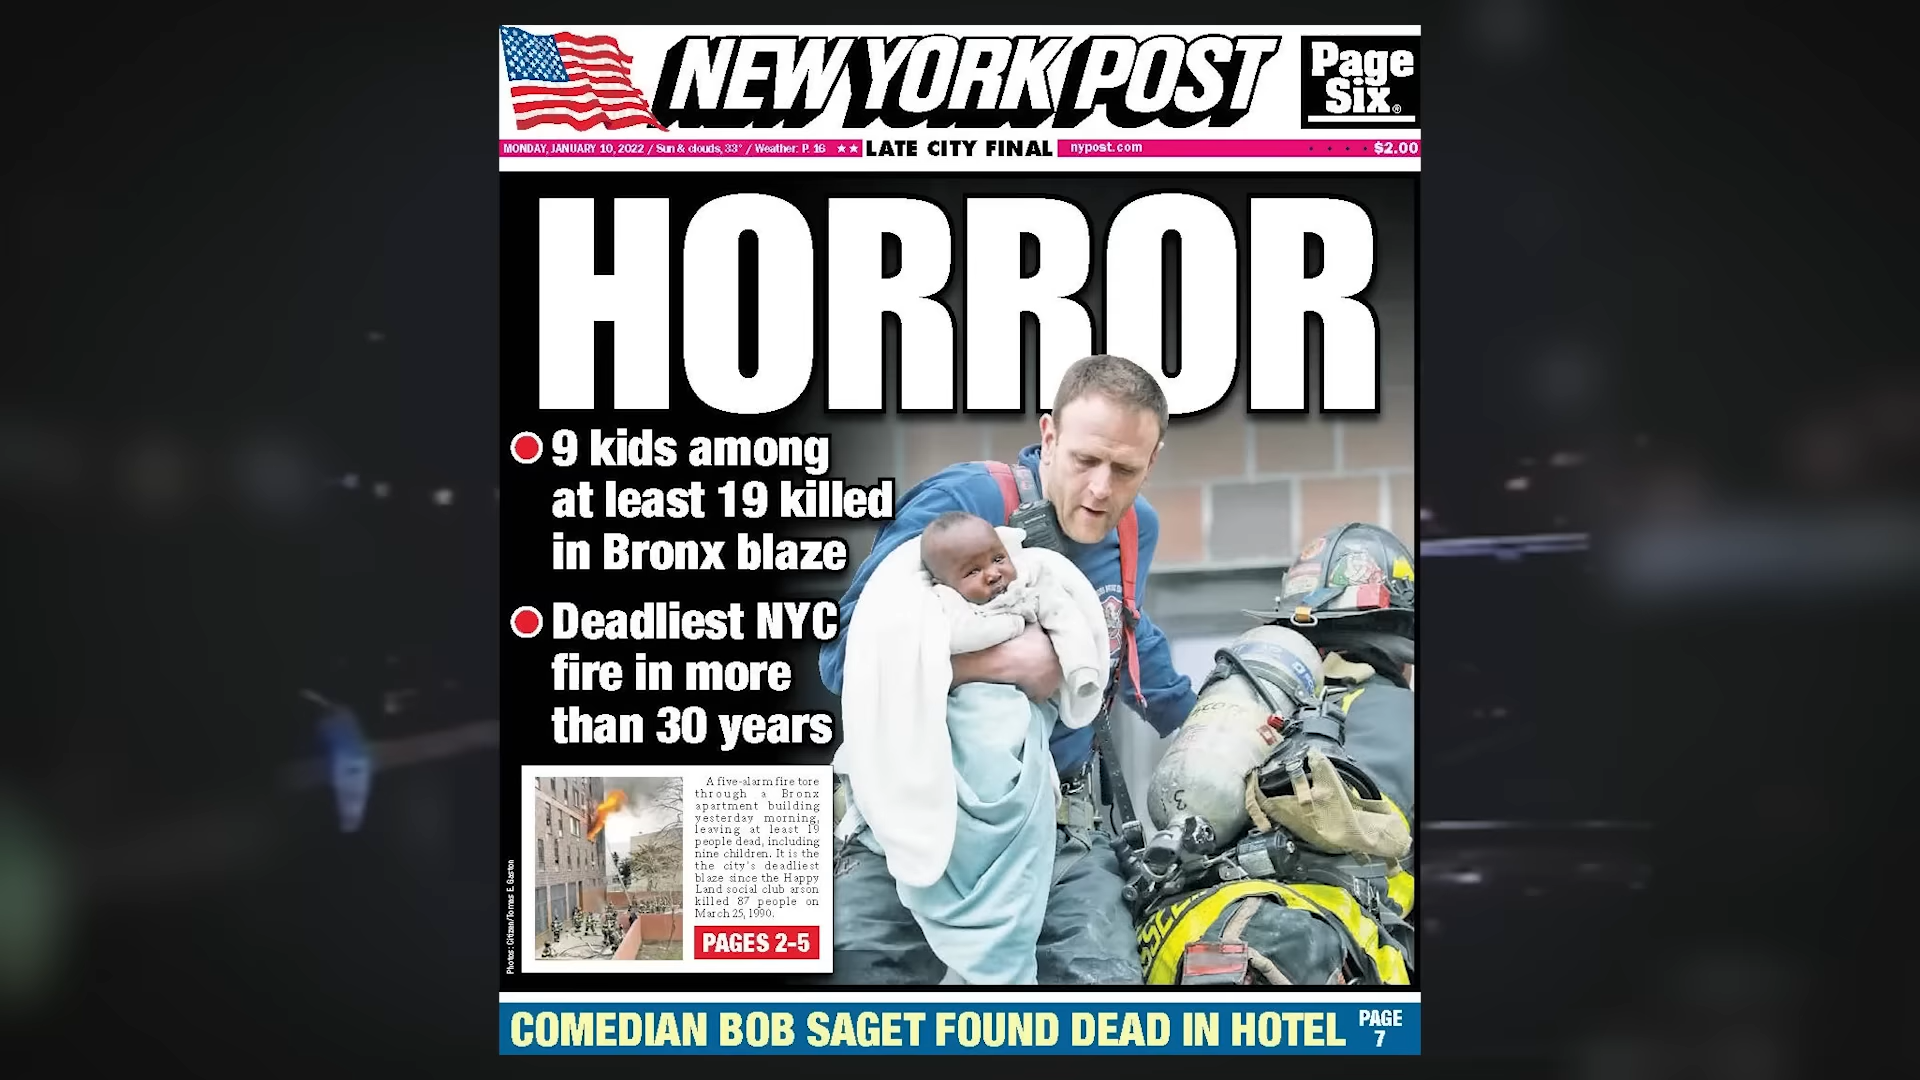 NEW YORK POST
Page
Six®
MONDAY, JANUARY 10, 2022 / Sun & clouds, 33° / Weather: P. 16 ★★ LATE CITY FINAL nypost.com $2.00
HORROR
9 kids among
at least 19 killed
in Bronx blaze
Deadliest NYC
fire in more
than 30 years
A five-alarm fire tore
through a Bronx
apartment building
yesterday morning,
leaving at least 19
people dead, including
nine children. It is the
the city's deadliest
blaze since the Happy
Land social club arson
killed 87 people on
March 25, 1990.
PAGES 2-5
Photos: Citizen/Tomas E. Gaston
COMEDIAN BOB SAGET FOUND DEAD IN HOTEL
PAGE
7